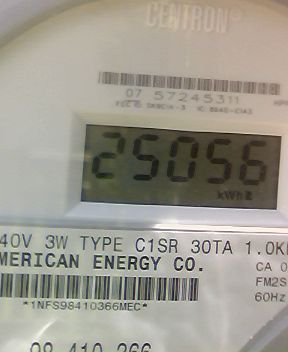 CENTRON®
07 57245311
25056
kWh
40V 3W TYPE C1SR 30TA 1.0K
MERICAN ENERGY CO.
CA 0
FM2S
*1NFS98410366MEC*
60Hz
98 410 366